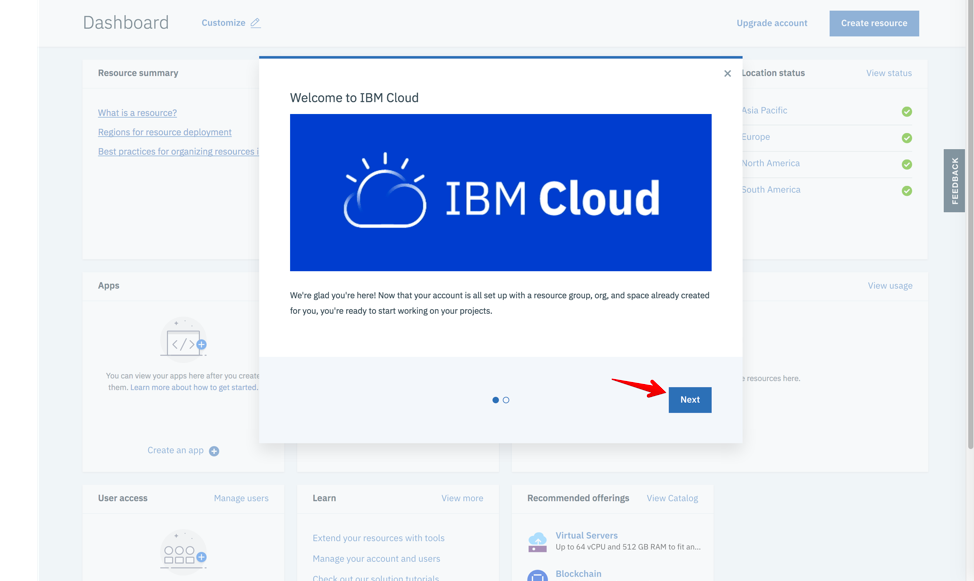 Dashboard
Customize
Upgrade account
Create resource
Resource summary
What is a resource?
Regions for resource deployment
Best practices for organizing resources i
Welcome to IBM Cloud
IBM Cloud
We're glad you're here! Now that your account is all set up with a resource group, org, and space already created
for you, you're ready to start working on your projects.
Next
Location status
View status
Asia Pacific
Europe
North America
South America
FEEDBACK
Apps
You can view your apps here after you create
them. Learn more about how to get started.
Create an app
View usage
e resources here.
User access
Manage users
Learn
View more
Extend your resources with tools
Manage your account and users
Check out our solution tutorials
Recommended offerings
View Catalog
Virtual Servers
Up to 64 vCPU and 512 GB RAM to fit an...
Blockchain